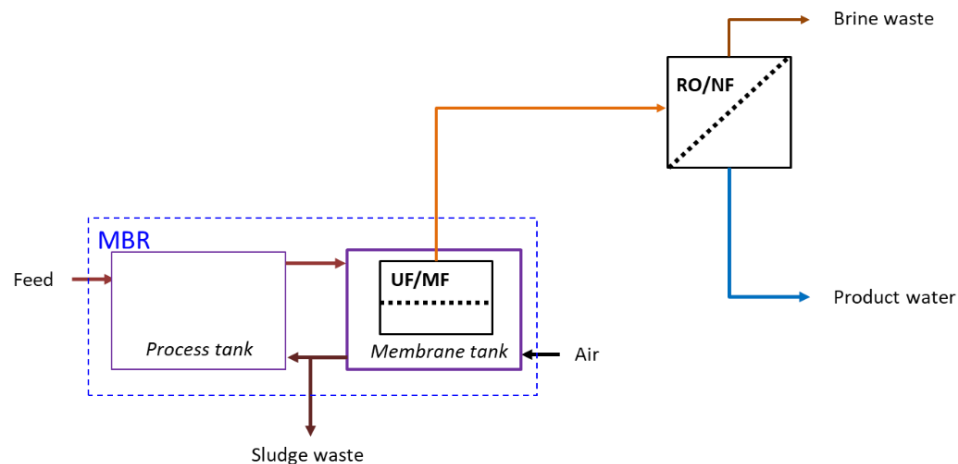 Brine waste
RO/NF
MBR
Feed
UF/MF
Product water
Process tank
Membrane tank
Air
Sludge waste